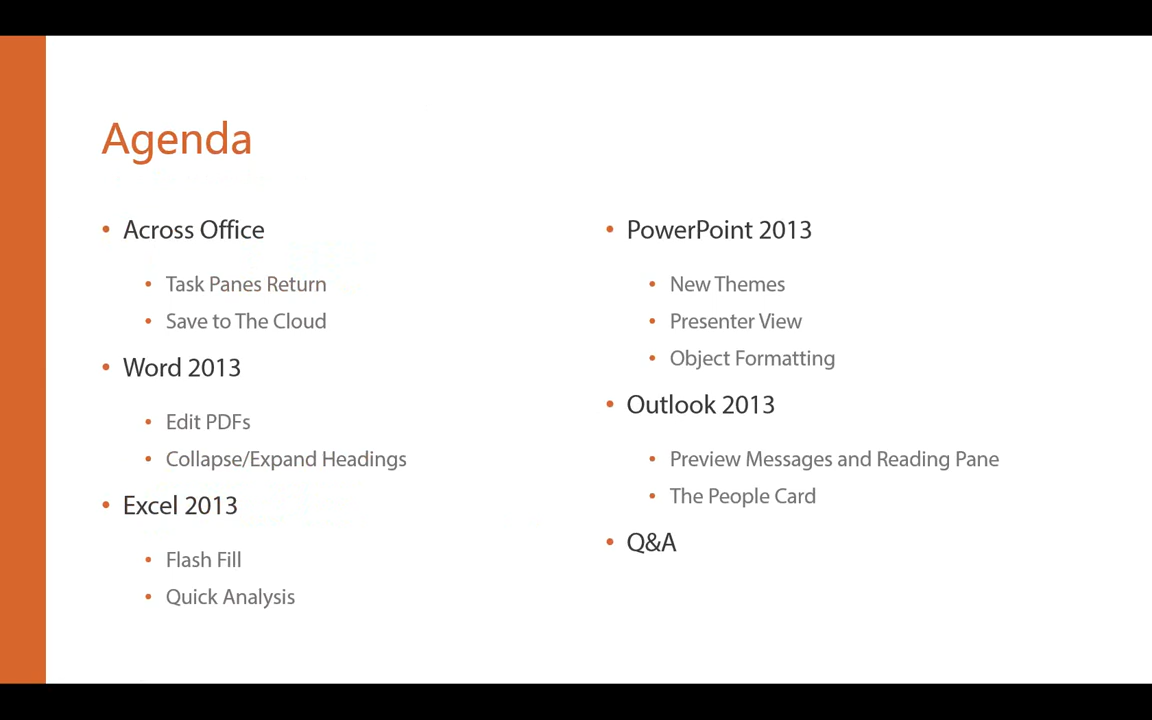 Agenda
Across Office
Task Panes Return
Save to The Cloud
Word 2013
Edit PDFs
Collapse/Expand Headings
Excel 2013
Flash Fill
Quick Analysis
PowerPoint 2013
New Themes
Presenter View
Object Formatting
Outlook 2013
Preview Messages and Reading Pane
The People Card
Q&A